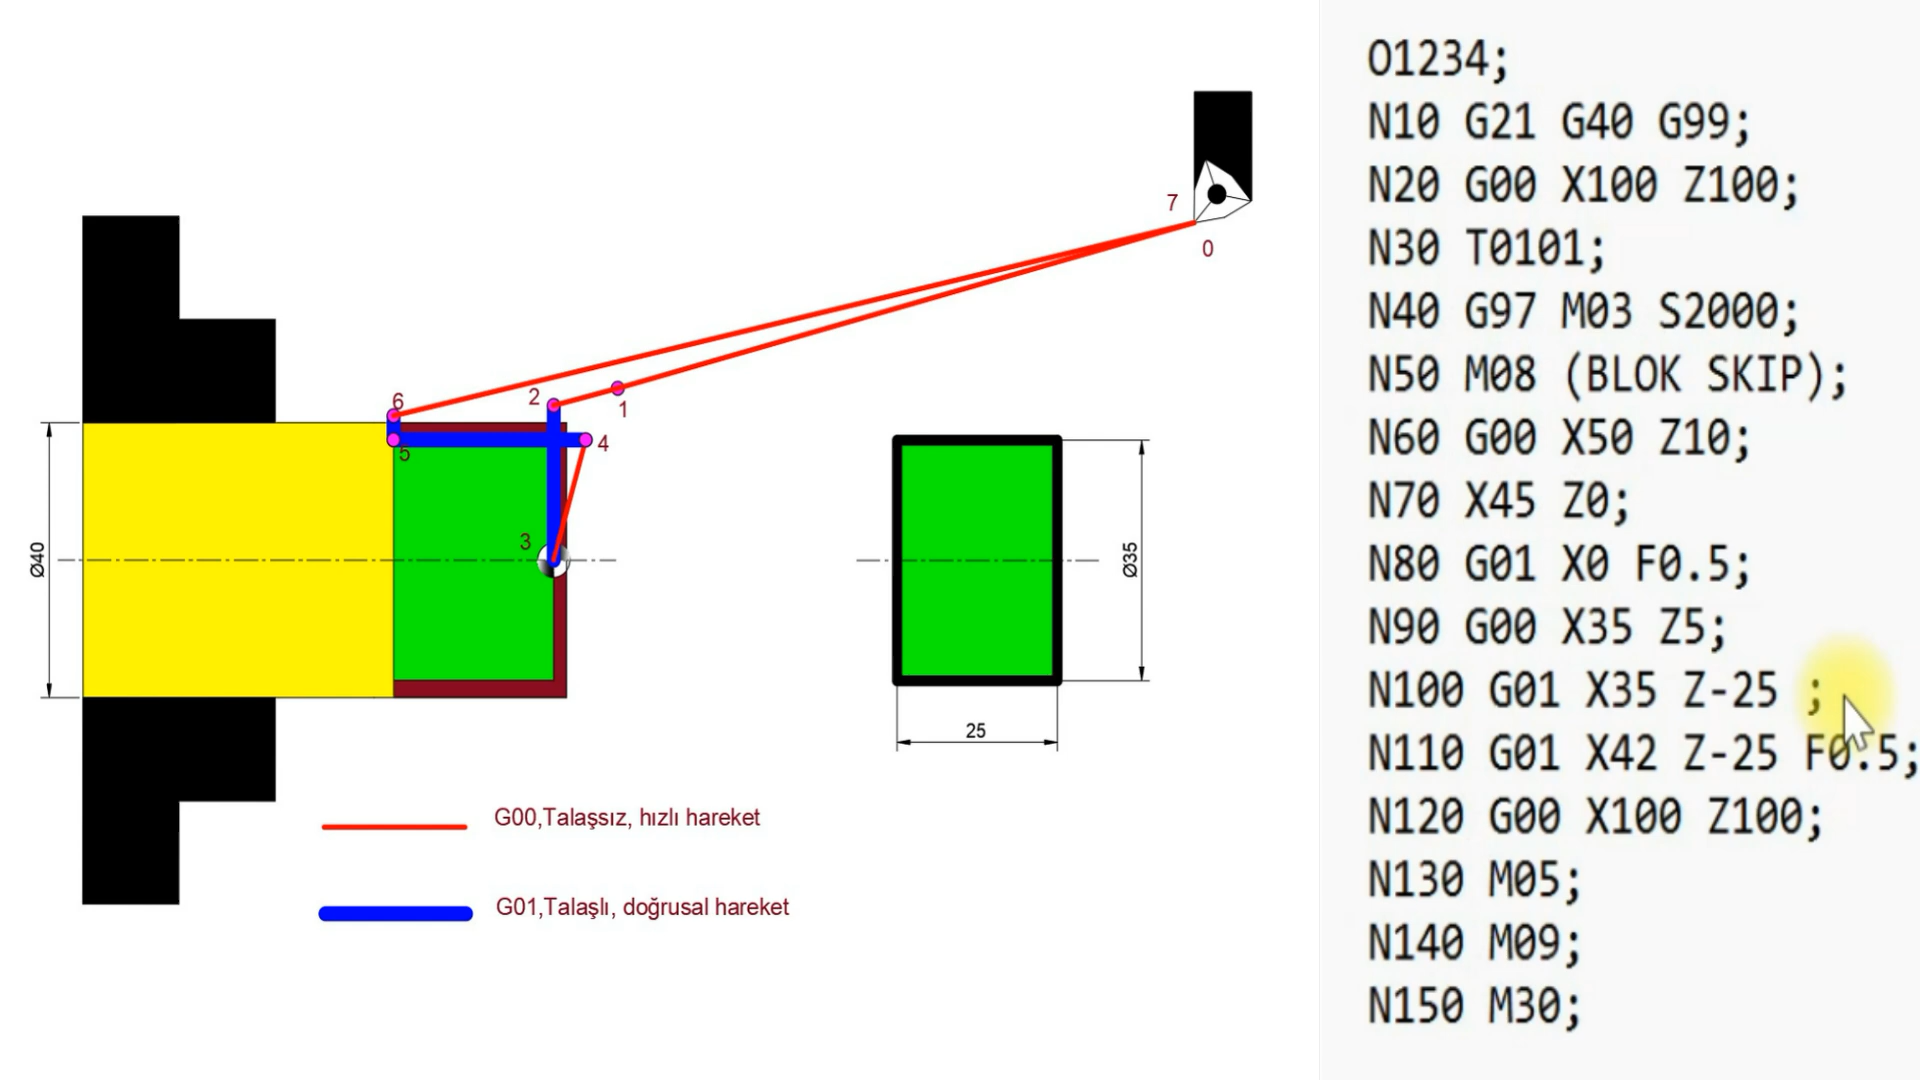 7
0
6
2
1
5
4
3
Ø40
Ø35
25
G00,Talaşsız, hızlı hareket
G01,Talaşlı, doğrusal hareket
O1234;
N10 G21 G40 G99;
N20 G00 X100 Z100;
N30 T0101;
N40 G97 M03 S2000;
N50 M08 (BLOK SKIP);
N60 G00 X50 Z10;
N70 X45 Z0;
N80 G01 X0 F0.5;
N90 G00 X35 Z5;
N100 G01 X35 Z-25 ;
N110 G01 X42 Z-25 F0.5;
N120 G00 X100 Z100;
N130 M05;
N140 M09;
N150 M30;